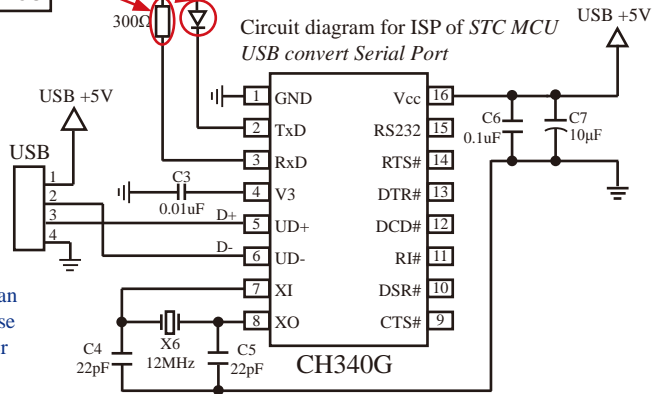 300Ω
Circuit diagram for ISP of STC MCU
USB convert Serial Port
USB +5V
USB +5V
USB
1
2
3
4
1 GND
2 TxD
3 RxD
4 V3
5 UD+
6 UD-
7 XI
8 XO
Vcc 16
RS232 15
RTS# 14
DTR# 13
DCD# 12
RI# 11
DSR# 10
CTS# 9
C6
0.1uF
C7
10μF
C3
0.01uF
D+
D-
C4
22pF
X6
12MHz
C5
22pF
CH340G
an
se
r